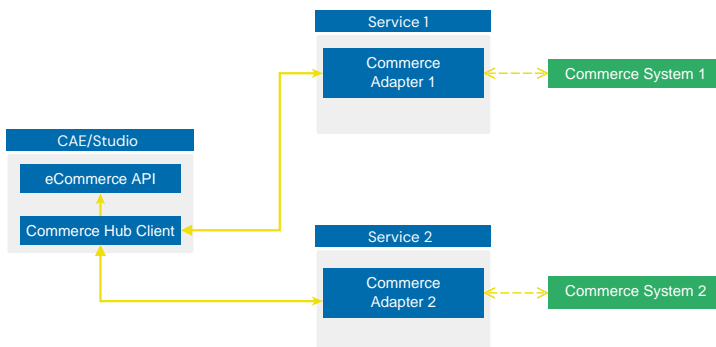 Service 1
Commerce
Adapter 1
Commerce System 1
CAE/Studio
eCommerce API
Commerce Hub Client
Service 2
Commerce
Adapter 2
Commerce System 2